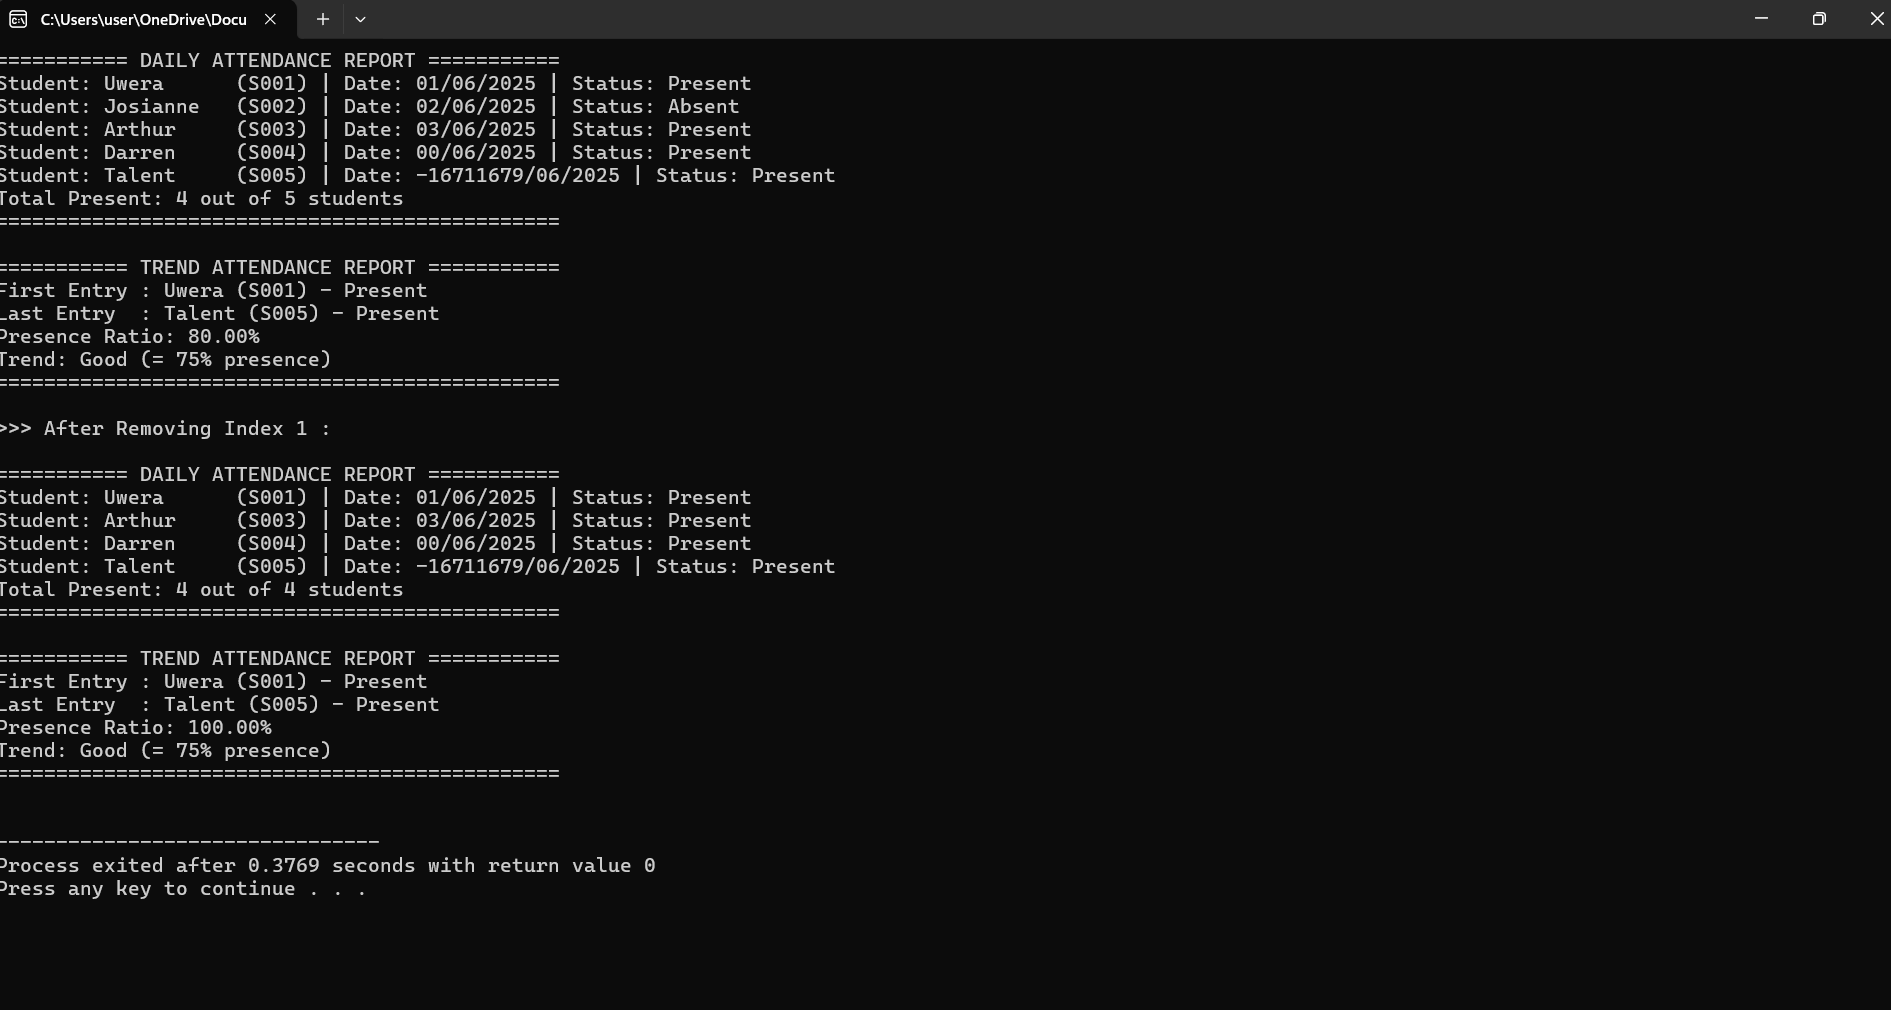 C:\Users\user\OneDrive\Docu
=========== DAILY ATTENDANCE REPORT ===========
Student: Uwera      (S001) | Date: 01/06/2025 | Status: Present
Student: Josianne   (S002) | Date: 02/06/2025 | Status: Absent
Student: Arthur     (S003) | Date: 03/06/2025 | Status: Present
Student: Darren     (S004) | Date: 00/06/2025 | Status: Present
Student: Talent     (S005) | Date: -16711679/06/2025 | Status: Present
Total Present: 4 out of 5 students
===============================================
=========== TREND ATTENDANCE REPORT ===========
First Entry : Uwera (S001) - Present
Last Entry  : Talent (S005) - Present
Presence Ratio: 80.00%
Trend: Good (= 75% presence)
===============================================
>>> After Removing Index 1 :
=========== DAILY ATTENDANCE REPORT ===========
Student: Uwera      (S001) | Date: 01/06/2025 | Status: Present
Student: Arthur     (S003) | Date: 03/06/2025 | Status: Present
Student: Darren     (S004) | Date: 00/06/2025 | Status: Present
Student: Talent     (S005) | Date: -16711679/06/2025 | Status: Present
Total Present: 4 out of 4 students
===============================================
=========== TREND ATTENDANCE REPORT ===========
First Entry : Uwera (S001) - Present
Last Entry  : Talent (S005) - Present
Presence Ratio: 100.00%
Trend: Good (= 75% presence)
===============================================
--------------------------------
Process exited after 0.3769 seconds with return value 0
Press any key to continue . . .